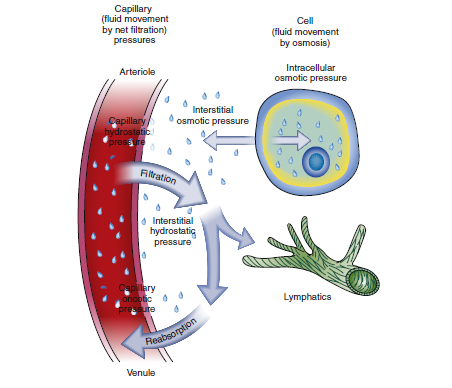 Capillary
(fluid movement
by net filtration)
pressures
Cell
(fluid movement
by osmosis)
Arteriole
Intracellular
osmotic pressure
Capillary
hydrostatic
pressure
Interstitial
osmotic pressure
Filtration
Interstitial
hydrostatic
pressure
Capillary
oncotic
pressure
Lymphatics
Reabsorption
Venule